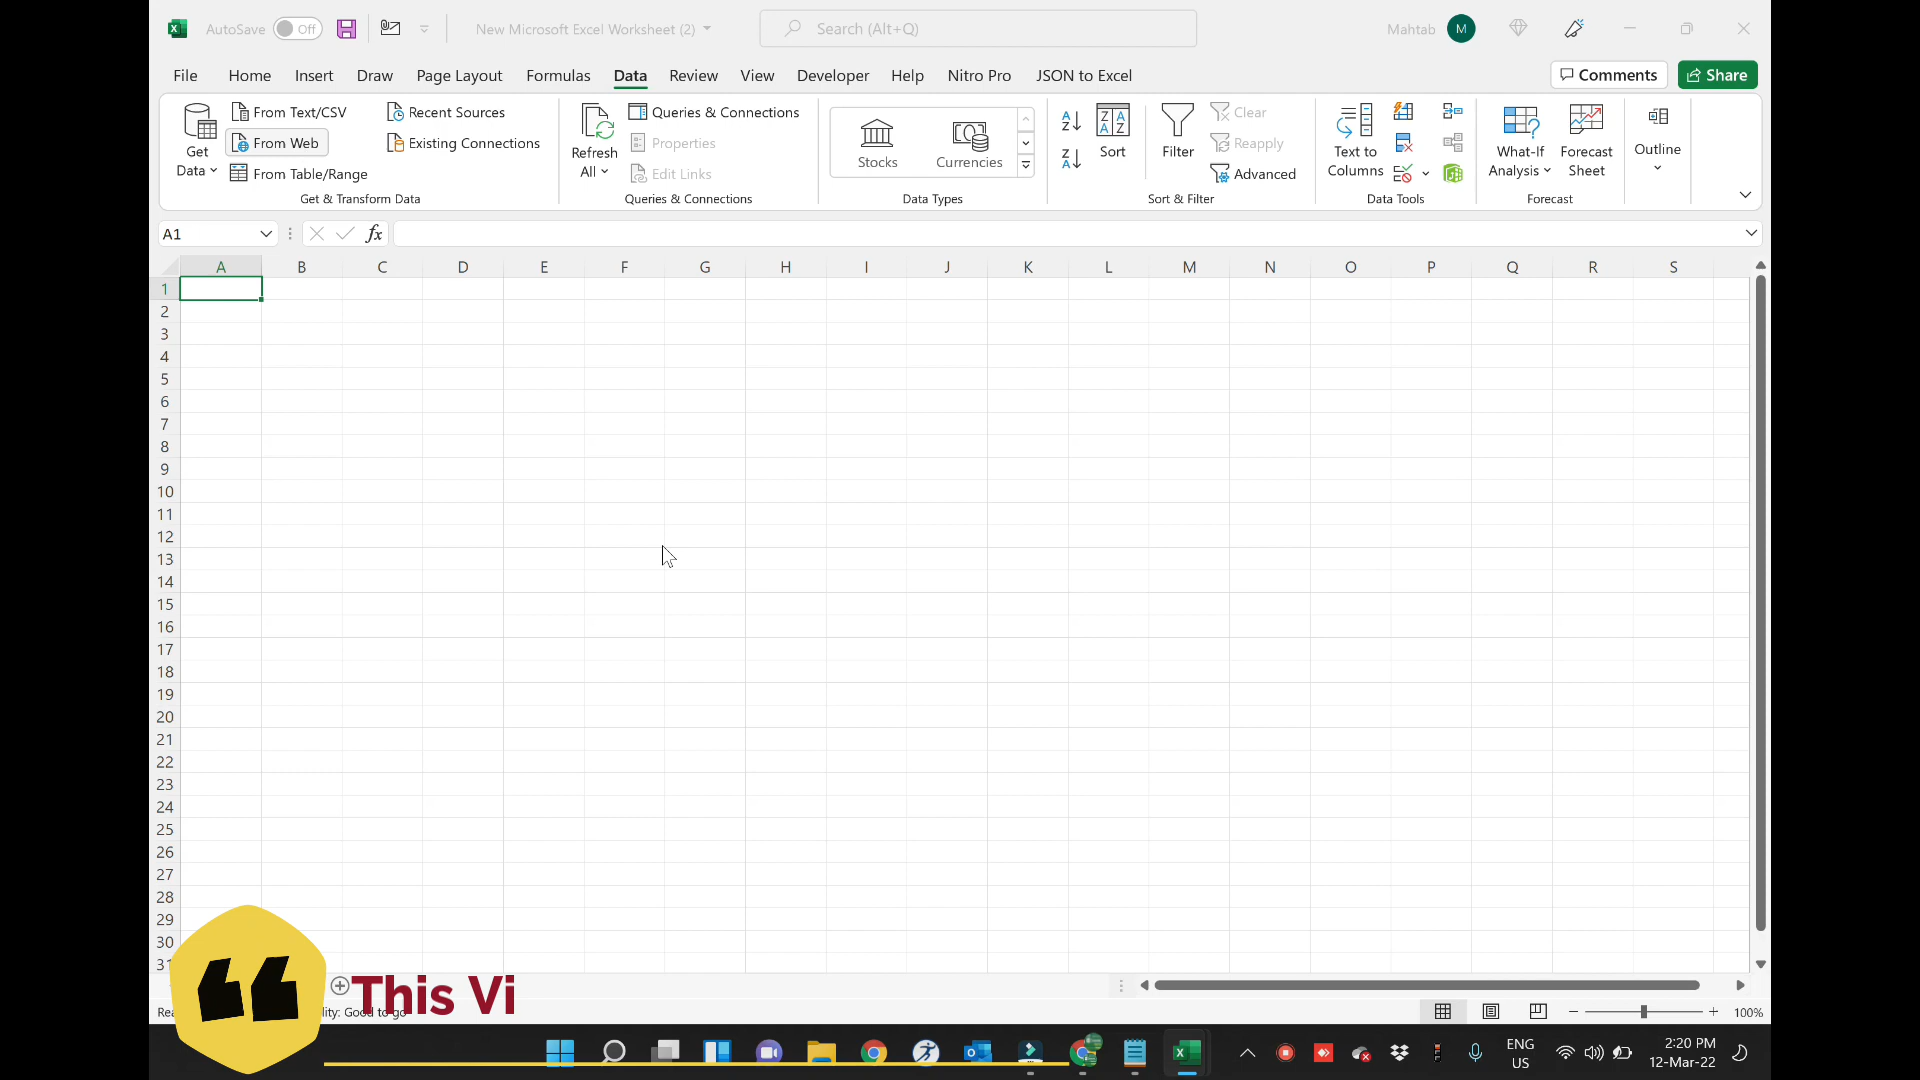 AutoSave Off New Microsoft Excel Worksheet (2) Search (Alt+Q) Mahtab M
File Home Insert Draw Page Layout Formulas Data Review View Developer Help Nitro Pro JSON to Excel Comments Share
Get Data
From Text/CSV
From Web
From Table/Range
Recent Sources
Existing Connections
Get & Transform Data
Refresh All
Queries & Connections
Properties
Edit Links
Queries & Connections
Stocks
Currencies
Data Types
Sort
Filter
Clear
Reapply
Advanced
Sort & Filter
Text to Columns
Data Tools
What-If Analysis
Forecast Sheet
Forecast
Outline
A1 fx
A B C D E F G H I J K L M N O P Q R S
1
2
3
4
5
6
7
8
9
10
11
12
13
14
15
16
17
18
19
20
21
22
23
24
25
26
27
28
29
30
31
This Vi
lity: Good to go
100%
ENG US
2:20 PM
12-Mar-22